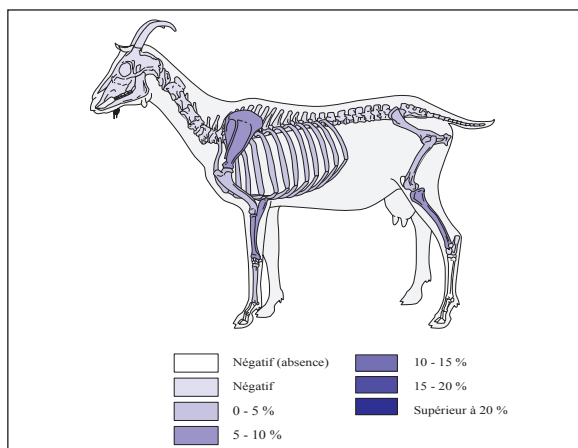 Négatif (absence)
Négatif
0 - 5 %
5 - 10 %
10 - 15 %
15 - 20 %
Supérieur à 20 %